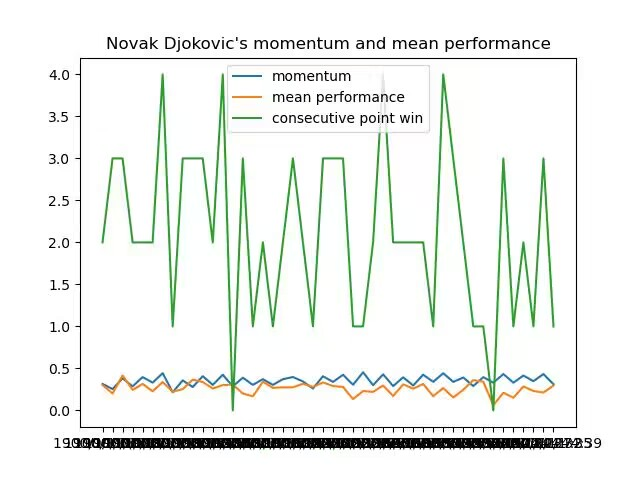 Novak Djokovic's momentum and mean performance
momentum
mean performance
consecutive point win
4.0
3.5
3.0
2.5
2.0
1.5
1.0
0.5
0.0